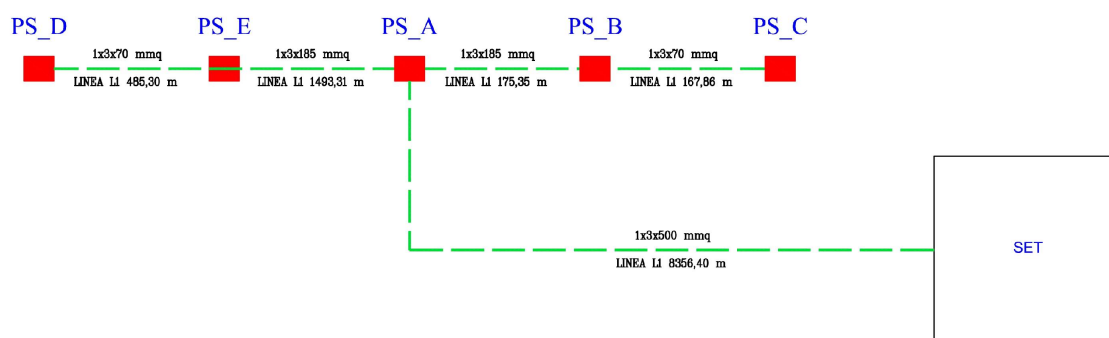 PS_D
PS_E
PS_A
PS_B
PS_C
1x3x70 mmq
1x3x185 mmq
1x3x185 mmq
1x3x70 mmq
LINEA L1 485,30 m
LINEA L1 1493,31 m
LINEA L1 175,35 m
LINEA L1 167,86 m
1x3x500 mmq
SET
LINEA L1 8356,40 m